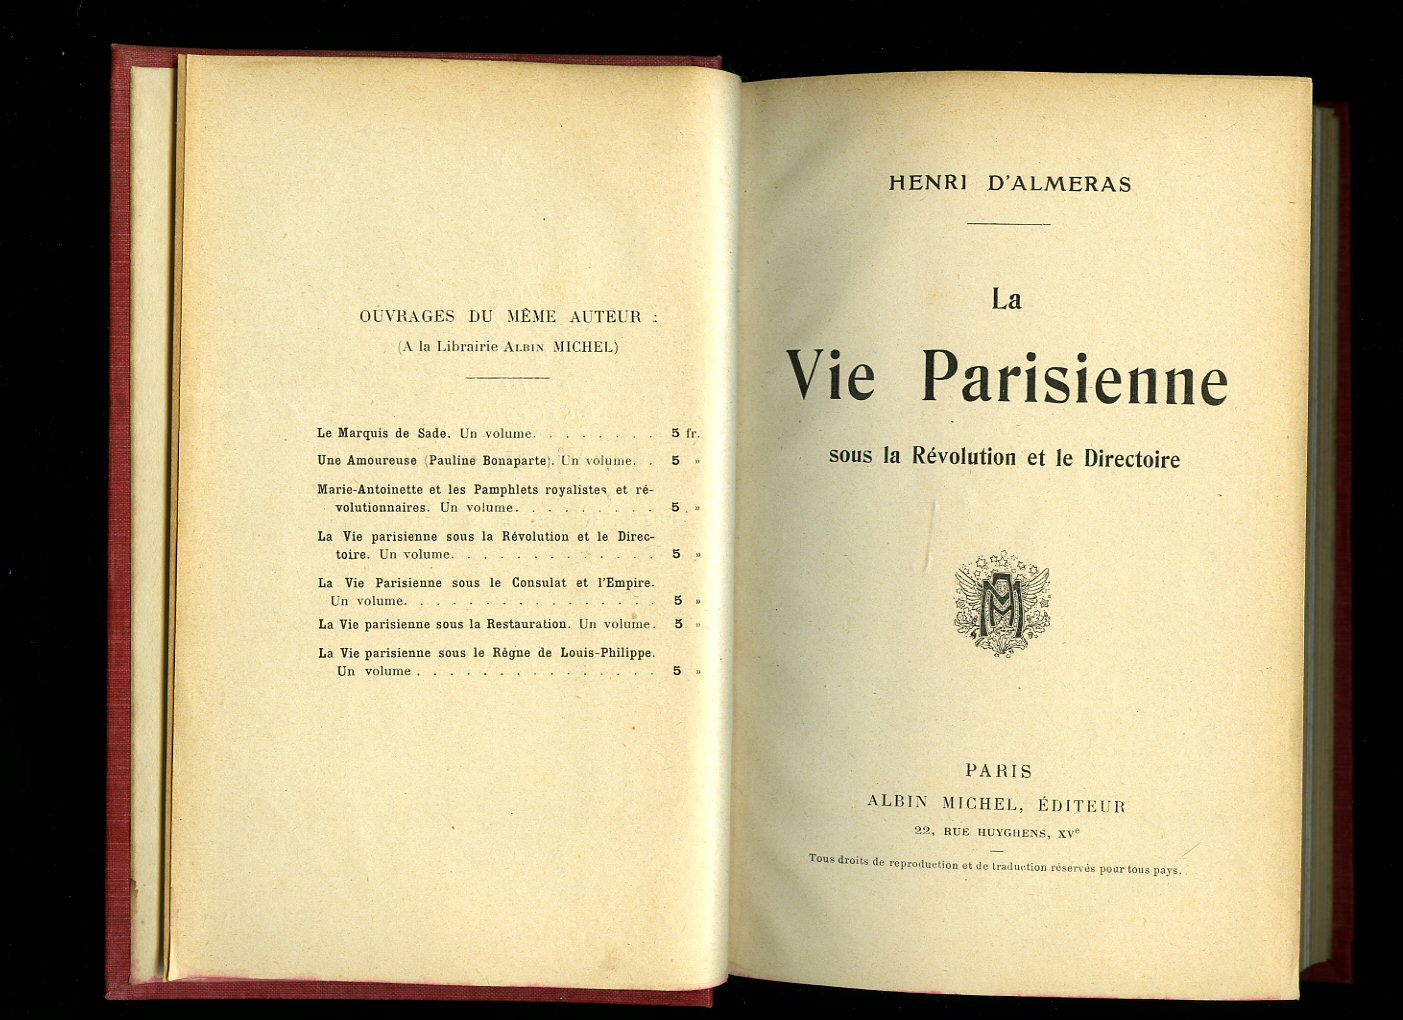 OUVRAGES DU MÊME AUTEUR :
(A la Librairie ALBIN MICHEL)
Le Marquis de Sade. Un volume. . . . . . . . 5 fr.
Une Amoureuse (Pauline Bonaparte). Un volume. . 5 »
Marie-Antoinette et les Pamphlets royalistes et ré-
volutionnaires. Un volume. . . . . . . . . 5 »
La Vie parisienne sous la Révolution et le Direc-
toire. Un volume. . . . . . . . . . . . . 5 »
La Vie Parisienne sous le Consulat et l'Empire.
Un volume. . . . . . . . . . . . . . . . 5 »
La Vie parisienne sous la Restauration. Un volume. 5 »
La Vie parisienne sous le Règne de Louis-Philippe.
Un volume . . . . . . . . . . . . . . . 5 »
HENRI D'ALMERAS
La
Vie Parisienne
sous la Révolution et le Directoire
AM
PARIS
ALBIN MICHEL, ÉDITEUR
22, RUE HUYGHENS, XVe
Tous droits de reproduction et de traduction réservés pour tous pays.